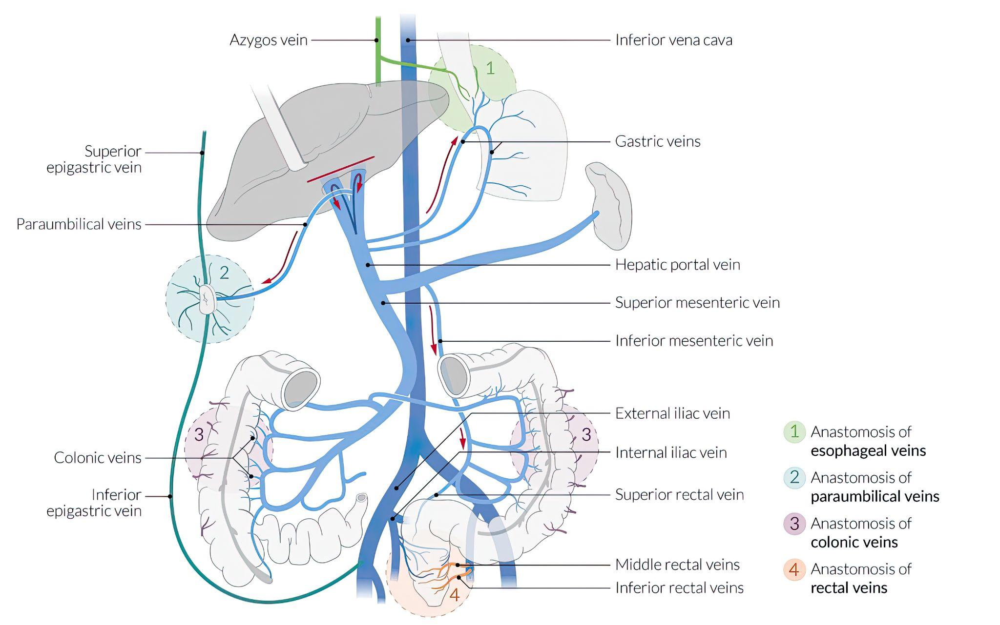 Azygos vein
Inferior vena cava
1
Gastric veins
Superior
epigastric vein
Paraumbilical veins
Hepatic portal vein
2
Superior mesenteric vein
Inferior mesenteric vein
External iliac vein
3
3
Colonic veins
Internal iliac vein
Inferior
epigastric vein
Superior rectal vein
Middle rectal veins
Inferior rectal veins
4
1 Anastomosis of
esophageal veins
2 Anastomosis of
paraumbilical veins
3 Anastomosis of
colonic veins
4 Anastomosis of
rectal veins